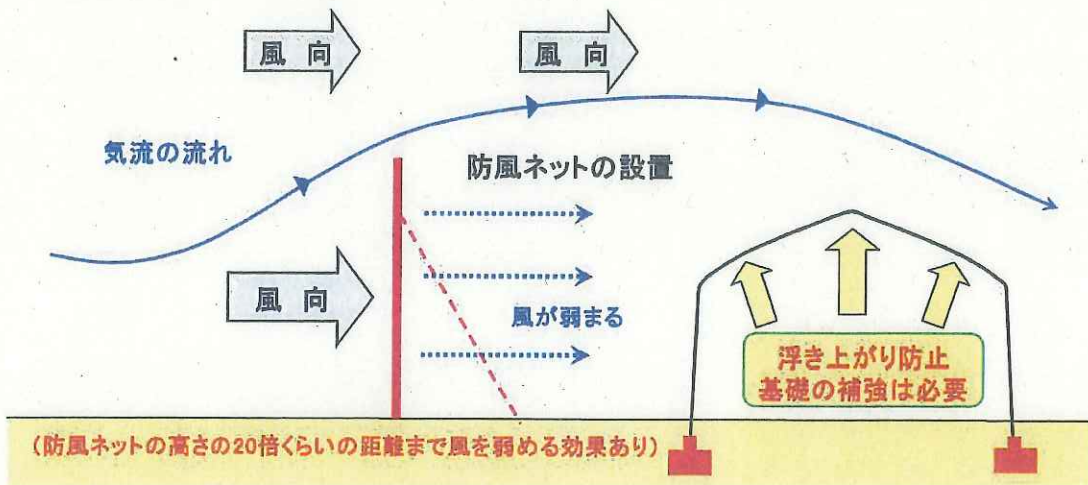 風 向
風 向
気流の流れ
防風ネットの設置
風 向
風が弱まる
浮き上がり防止
基礎の補強は必要
（防風ネットの高さの20倍くらいの距離まで風を弱める効果あり）